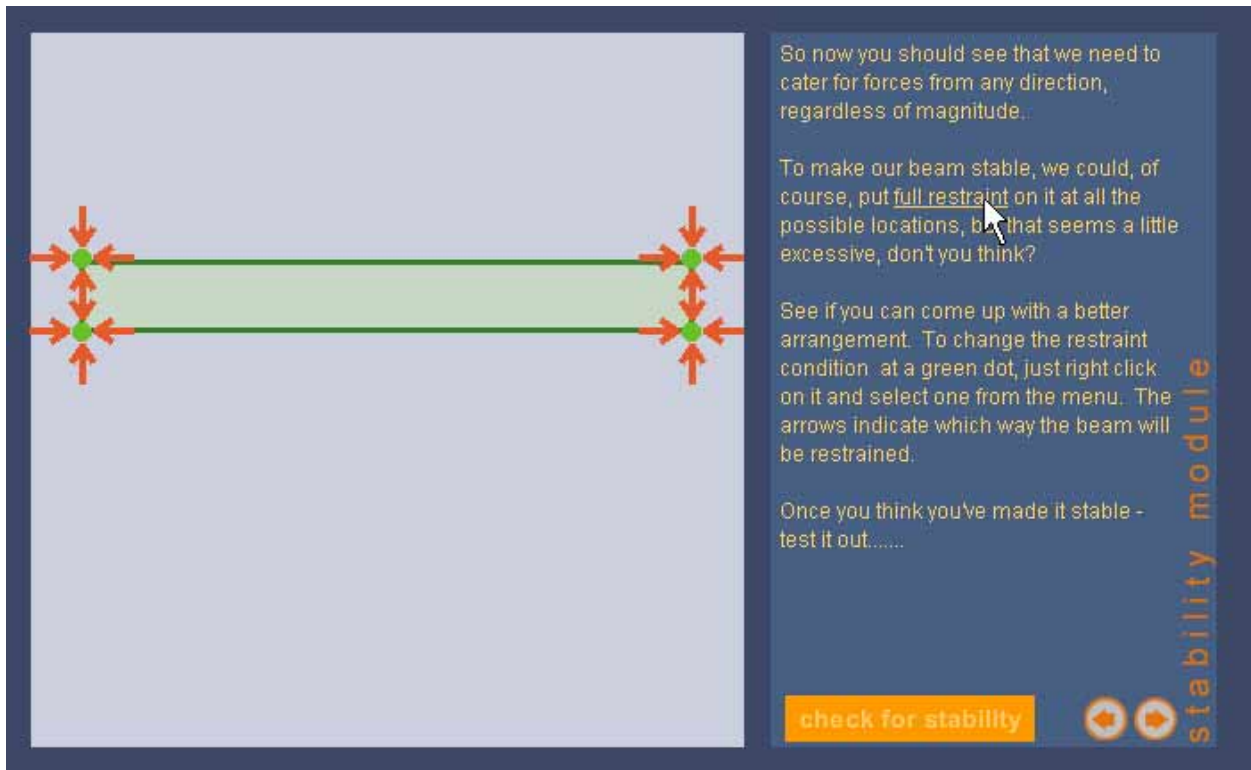 So now you should see that we need to
cater for forces from any direction,
regardless of magnitude.
To make our beam stable, we could, of
course, put full restraint on it at all the
possible locations, that seems a little
excessive, don't you think?
See if you can come up with a better
arrangement. To change the restraint
condition at a green dot, just right click
on it and select one from the menu. The
arrows indicate which way the beam will
be restrained.
Once you think you've made it stable -
test it out.......
check for stability
stability module